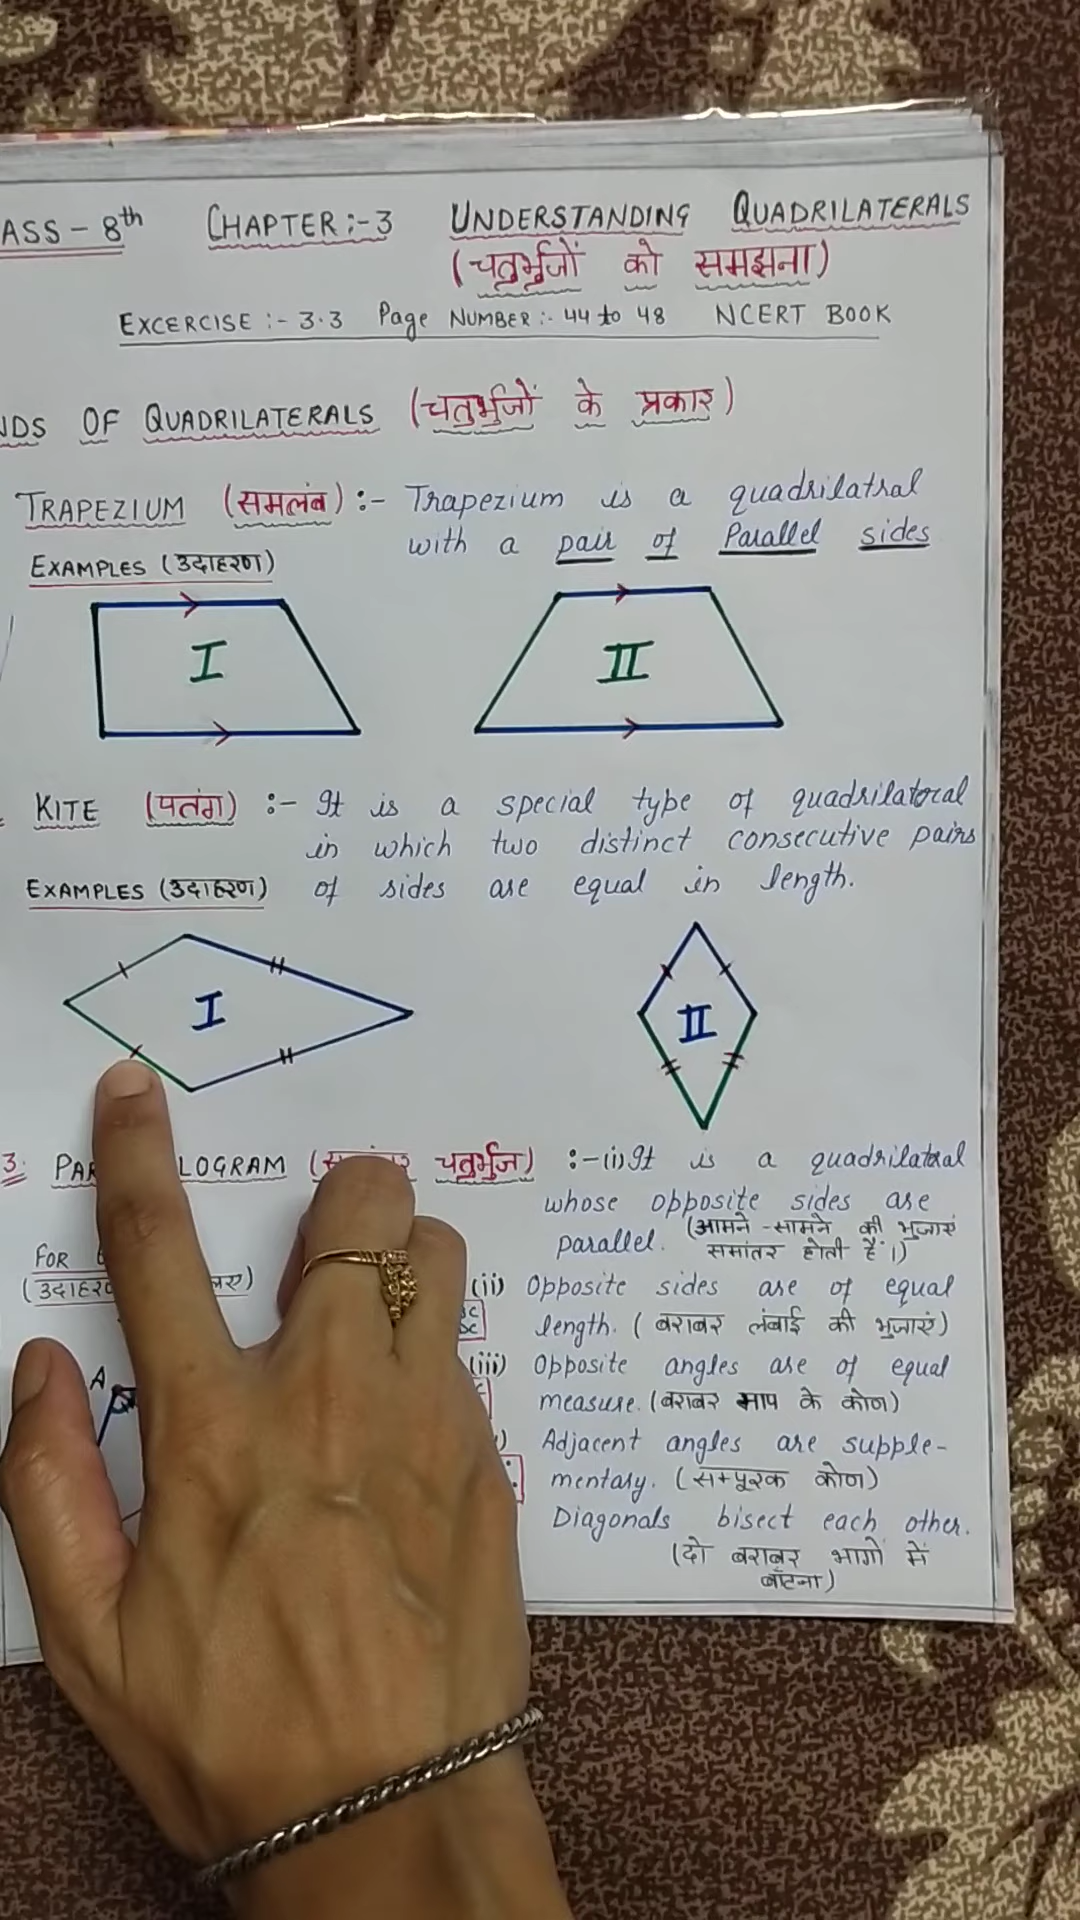 ASS - 8th CHAPTER:-3 UNDERSTANDING QUADRILATERALS
(चतुर्भुजों को समझना)
EXCERCISE :- 3.3 Page NUMBER:- 44 to 48 NCERT BOOK
NDS OF QUADRILATERALS (चतुर्भुजों के प्रकार)
TRAPEZIUM (समलंब) :- Trapezium is a quadrilatral
with a pair of Parallel sides
EXAMPLES (उदाहरण)
I II
KITE (पतंग) :- It is a special type of quadrilateral
in which two distinct consecutive pairs
EXAMPLES (उदाहरण) of sides are equal in length.
I II
3. PAR LOGRAM ( चतुर्भुज) :- (i) It is a quadrilateral
whose opposite sides are
parallel. (आमने-सामने की भुजाएं
समांतर होती हैं।)
FOR
(ii) Opposite sides are of equal
length. (बराबर लंबाई की भुजाएं)
(iii) Opposite angles are of equal
A
measure. (बराबर माप के कोण)
Adjacent angles are supple-
mentary. (सम्पूरक कोण)
Diagonals bisect each other.
(दो बराबर भागों में
बाँटना)